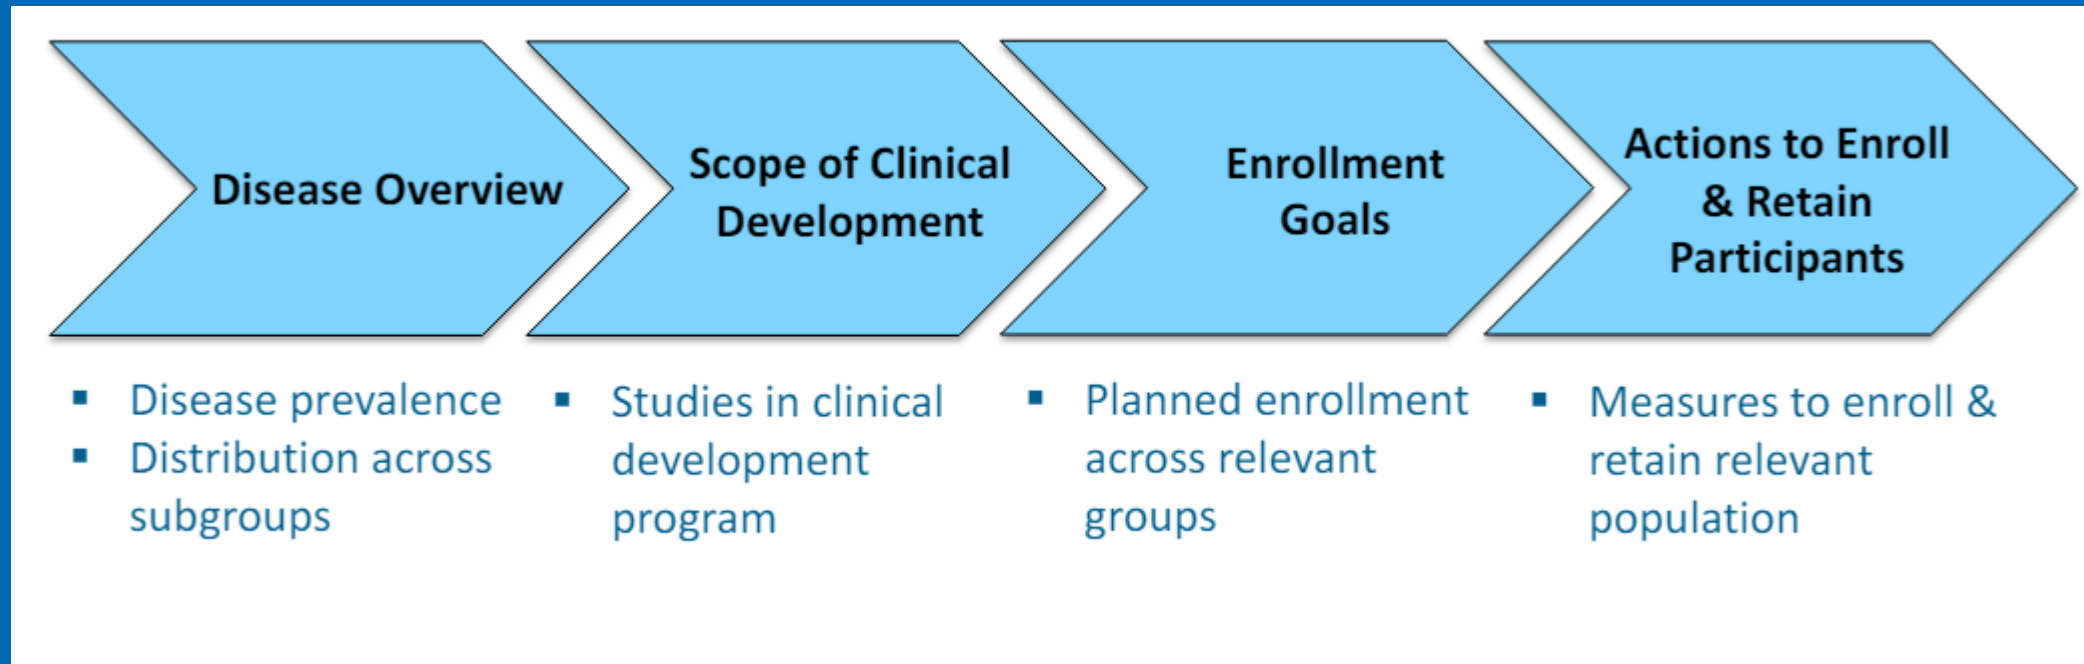 Disease Overview
Scope of Clinical
Development
Enrollment
Goals
Actions to Enroll
& Retain
Participants
▪ Disease prevalence
▪ Distribution across
subgroups
▪ Studies in clinical
development
program
▪ Planned enrollment
across relevant
groups
▪ Measures to enroll &
retain relevant
population